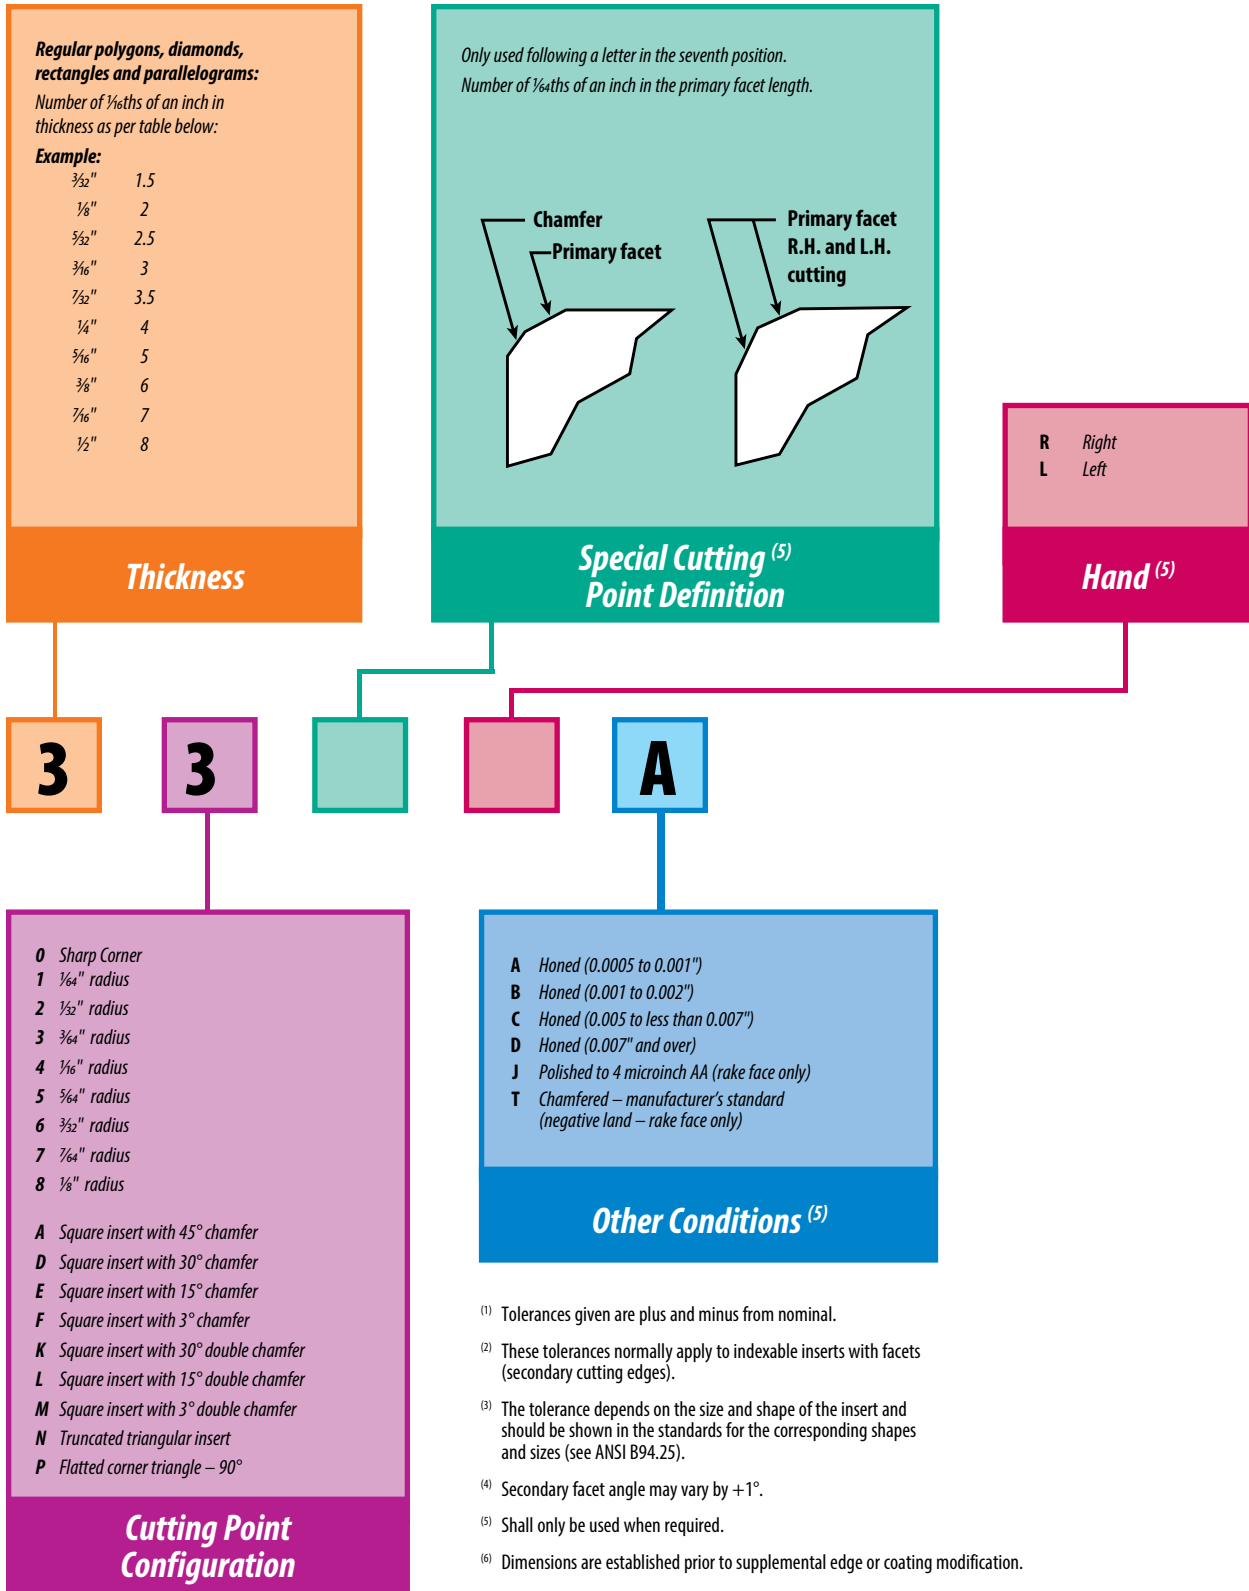 Regular polygons, diamonds,
rectangles and parallelograms:
Number of 1⁄16ths of an inch in
thickness as per table below:
Example:
3⁄32" 1.5
1⁄8" 2
5⁄32" 2.5
3⁄16" 3
7⁄32" 3.5
1⁄4" 4
5⁄16" 5
3⁄8" 6
7⁄16" 7
1⁄2" 8
Thickness
Only used following a letter in the seventh position.
Number of 1⁄64ths of an inch in the primary facet length.
Chamfer
Primary facet
Primary facet
R.H. and L.H.
cutting
Special Cutting (5)
Point Definition
R Right
L Left
Hand (5)
3
3
A
0 Sharp Corner
1 1⁄64" radius
2 1⁄32" radius
3 3⁄64" radius
4 1⁄16" radius
5 5⁄64" radius
6 3⁄32" radius
7 7⁄64" radius
8 1⁄8" radius
A Square insert with 45° chamfer
D Square insert with 30° chamfer
E Square insert with 15° chamfer
F Square insert with 3° chamfer
K Square insert with 30° double chamfer
L Square insert with 15° double chamfer
M Square insert with 3° double chamfer
N Truncated triangular insert
P Flatted corner triangle – 90°
Cutting Point
Configuration
A Honed (0.0005 to 0.001")
B Honed (0.001 to 0.002")
C Honed (0.005 to less than 0.007")
D Honed (0.007" and over)
J Polished to 4 microinch AA (rake face only)
T Chamfered – manufacturer's standard
(negative land – rake face only)
Other Conditions (5)
(1) Tolerances given are plus and minus from nominal.
(2) These tolerances normally apply to indexable inserts with facets
(secondary cutting edges).
(3) The tolerance depends on the size and shape of the insert and
should be shown in the standards for the corresponding shapes
and sizes (see ANSI B94.25).
(4) Secondary facet angle may vary by +1°.
(5) Shall only be used when required.
(6) Dimensions are established prior to supplemental edge or coating modification.